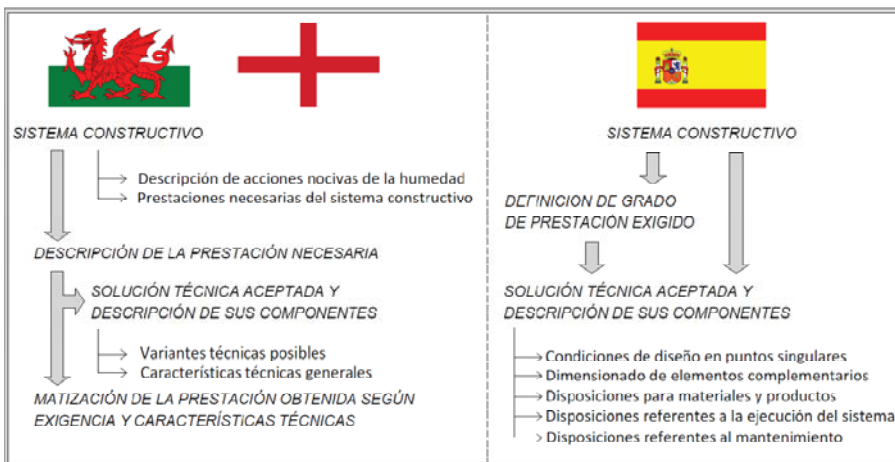 SISTEMA CONSTRUCTIVO
Descripción de acciones nocivas de la humedad
Prestaciones necesarias del sistema constructivo
DESCRIPCIÓN DE LA PRESTACIÓN NECESARIA
SOLUCIÓN TÉCNICA ACEPTADA Y
DESCRIPCIÓN DE SUS COMPONENTES
Variantes técnicas posibles
Características técnicas generales
MATIZACIÓN DE LA PRESTACIÓN OBTENIDA SEGÚN
EXIGENCIA Y CARACTERÍSTICAS TÉCNICAS
SISTEMA CONSTRUCTIVO
DEFINICION DE GRADO
DE PRESTACIÓN EXIGIDO
SOLUCIÓN TÉCNICA ACEPTADA Y
DESCRIPCIÓN DE SUS COMPONENTES
Condiciones de diseño en puntos singulares
Dimensionado de elementos complementarios
Disposiciones para materiales y productos
Disposiciones referentes a la ejecución del sistema
Disposiciones referentes al mantenimiento